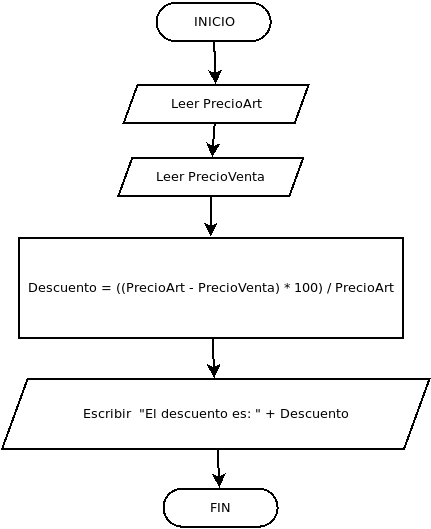 INICIO
Leer PrecioArt
Leer PrecioVenta
Descuento = ((PrecioArt - PrecioVenta) * 100) / PrecioArt
Escribir  "El descuento es: " + Descuento
FIN